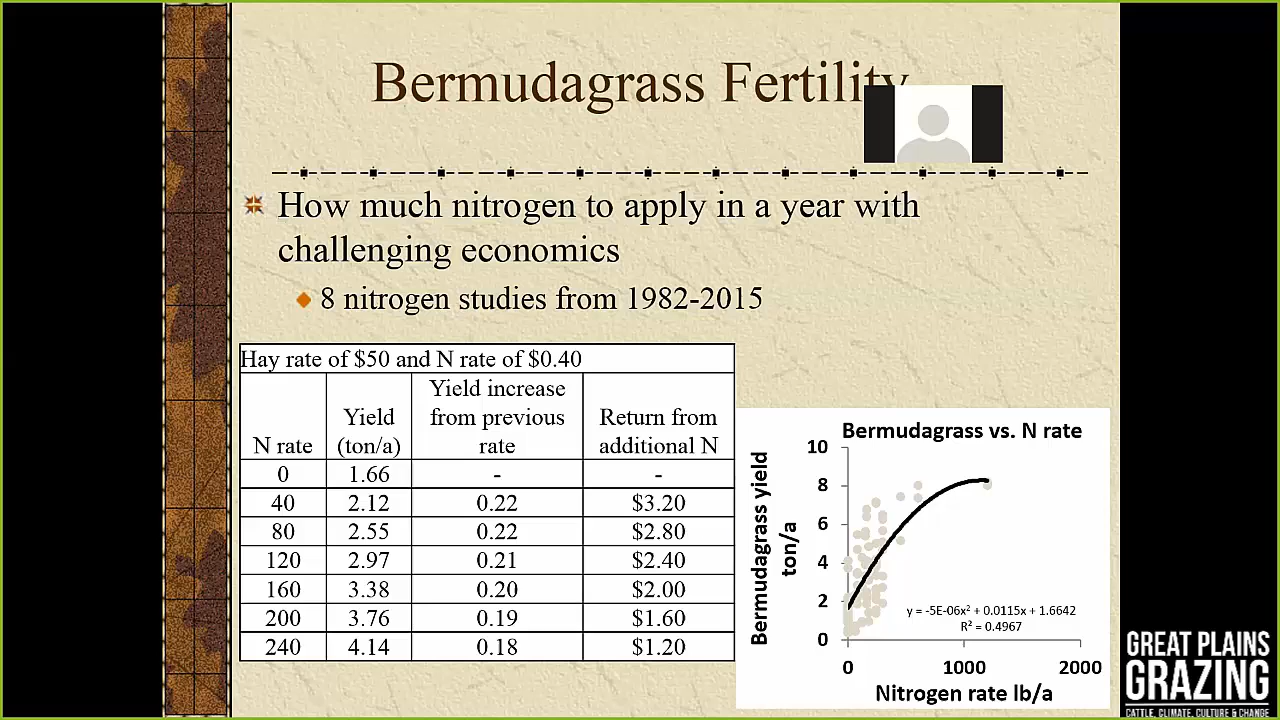 Bermudagrass Fertility
How much nitrogen to apply in a year with
challenging economics
8 nitrogen studies from 1982-2015
Hay rate of $50 and N rate of $0.40
N rate Yield (ton/a) Yield increase from previous rate Return from additional N
0 1.66 - -
40 2.12 0.22 $3.20
80 2.55 0.22 $2.80
120 2.97 0.21 $2.40
160 3.38 0.20 $2.00
200 3.76 0.19 $1.60
240 4.14 0.18 $1.20
Bermudagrass vs. N rate
Bermudagrass yield
ton/a
10
8
6
4
2
0
y = -5E-06x² + 0.0115x + 1.6642
R² = 0.4967
0 1000 2000
Nitrogen rate lb/a
GREAT PLAINS
GRAZING
CATTLE, CLIMATE, CULTURE & CHANGE